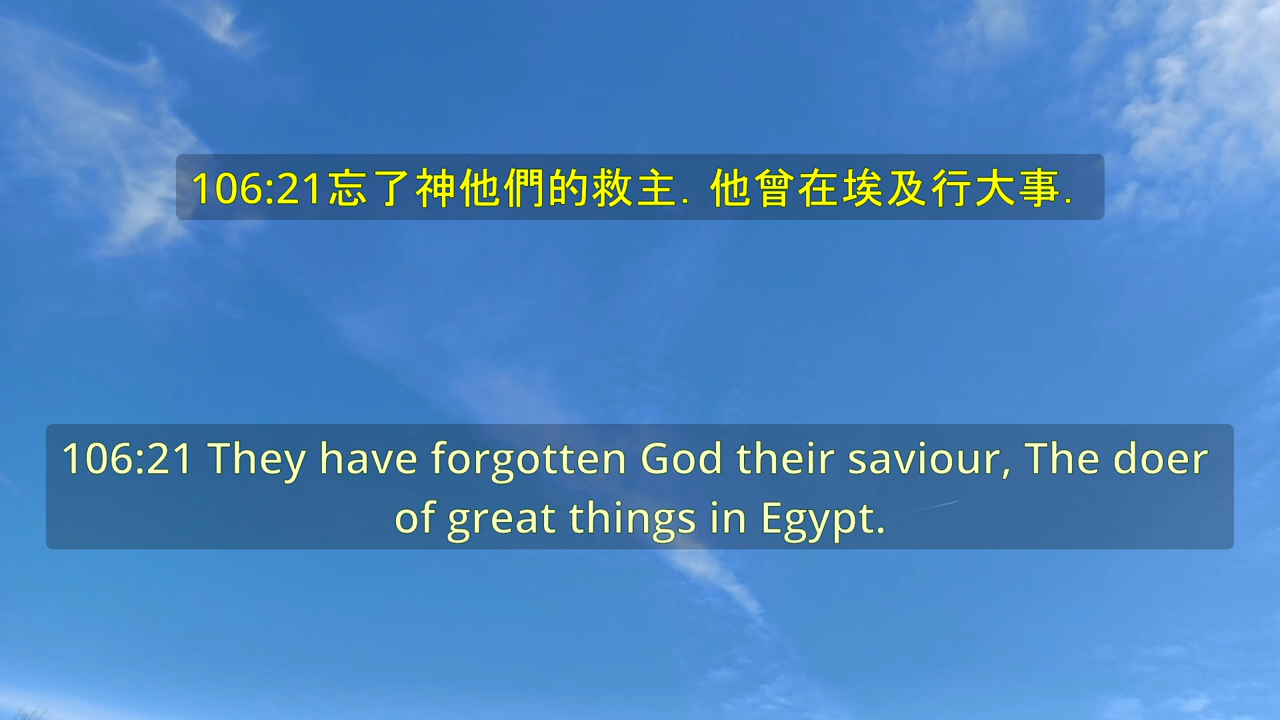 106:21忘了神他們的救主. 他曾在埃及行大事.
106:21 They have forgotten God their saviour, The doer
of great things in Egypt.